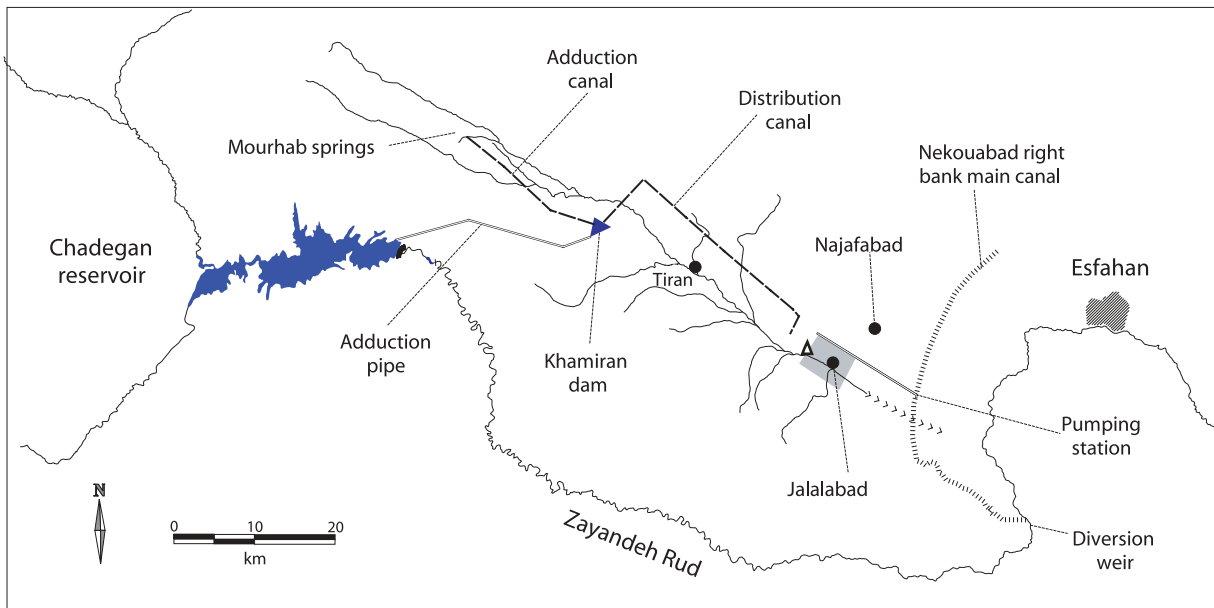 Adduction
canal
Distribution
canal
Mourhab springs
Nekouabad right
bank main canal
Chadegan
reservoir
Najafabad
Esfahan
Tiran
Adduction
pipe
Khamiran
dam
Pumping
station
Jalalabad
Zayandeh Rud
Diversion
weir
N
0 10 20
km